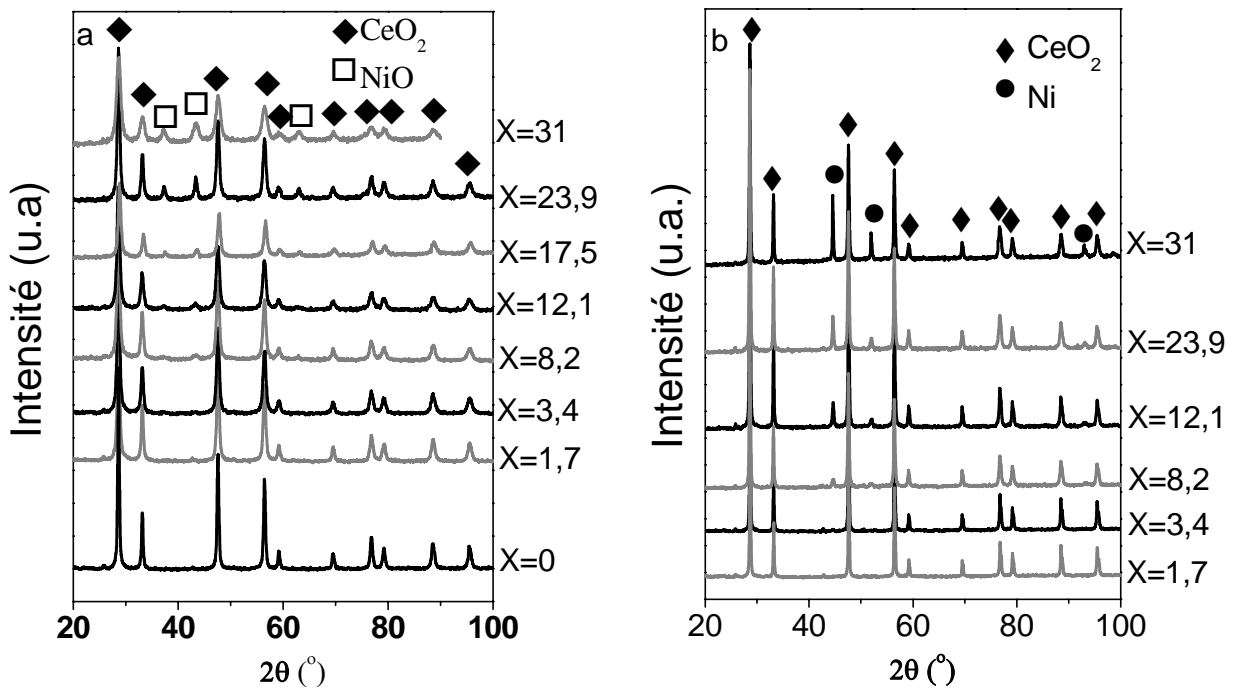 a
CeO2
NiO
X=31
X=23,9
X=17,5
X=12,1
X=8,2
X=3,4
X=1,7
X=0
Intensité (u.a)
20 40 60 80 100
2θ (°)
b
CeO2
Ni
X=31
X=23,9
X=12,1
X=8,2
X=3,4
X=1,7
Intensité (u.a.)
20 40 60 80 100
2θ (°)